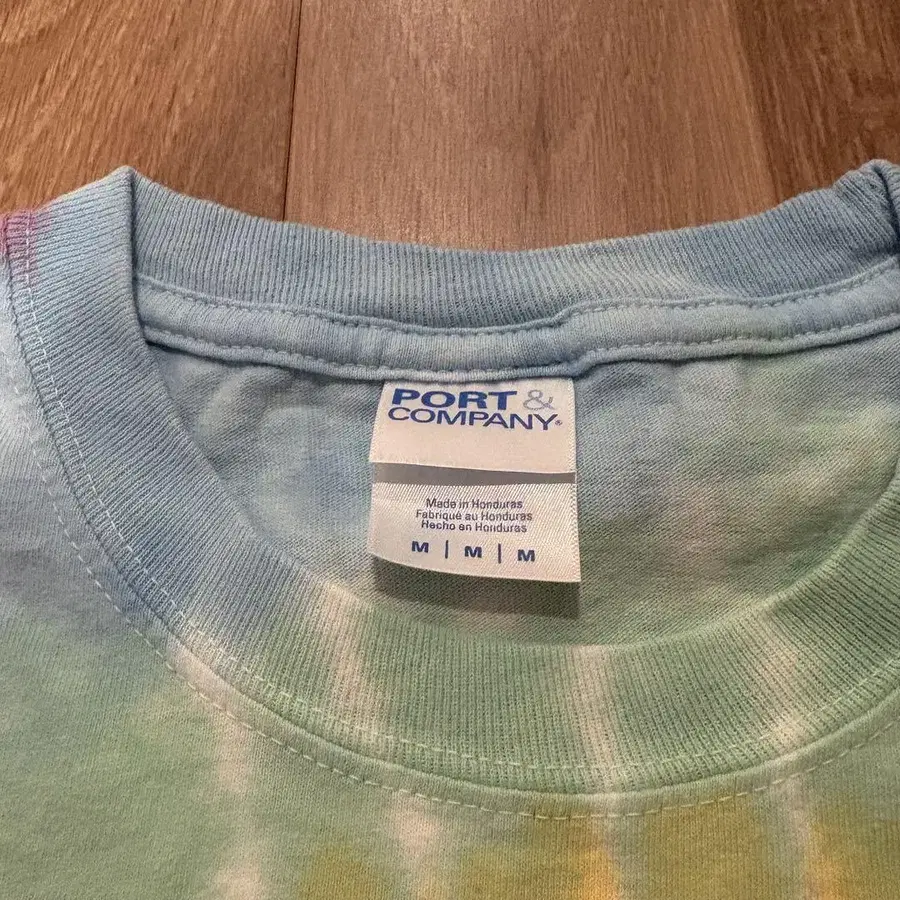 PORT &
COMPANY®
Made in Honduras
Fabriqué au Honduras
Hecho en Honduras
M | M | M